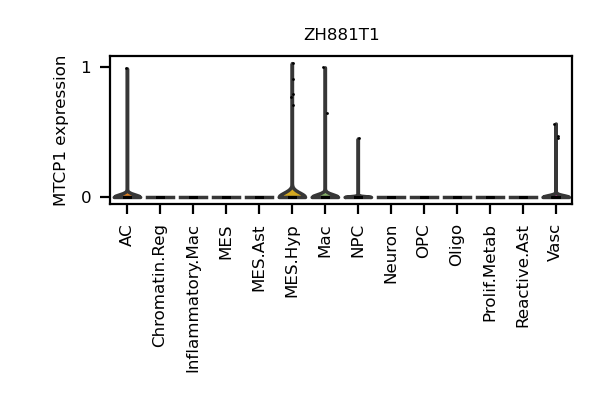 ZH881T1
MTCP1 expression
1
0
AC
Chromatin.Reg
Inflammatory.Mac
MES
MES.Ast
MES.Hyp
Mac
NPC
Neuron
OPC
Oligo
Prolif.Metab
Reactive.Ast
Vasc